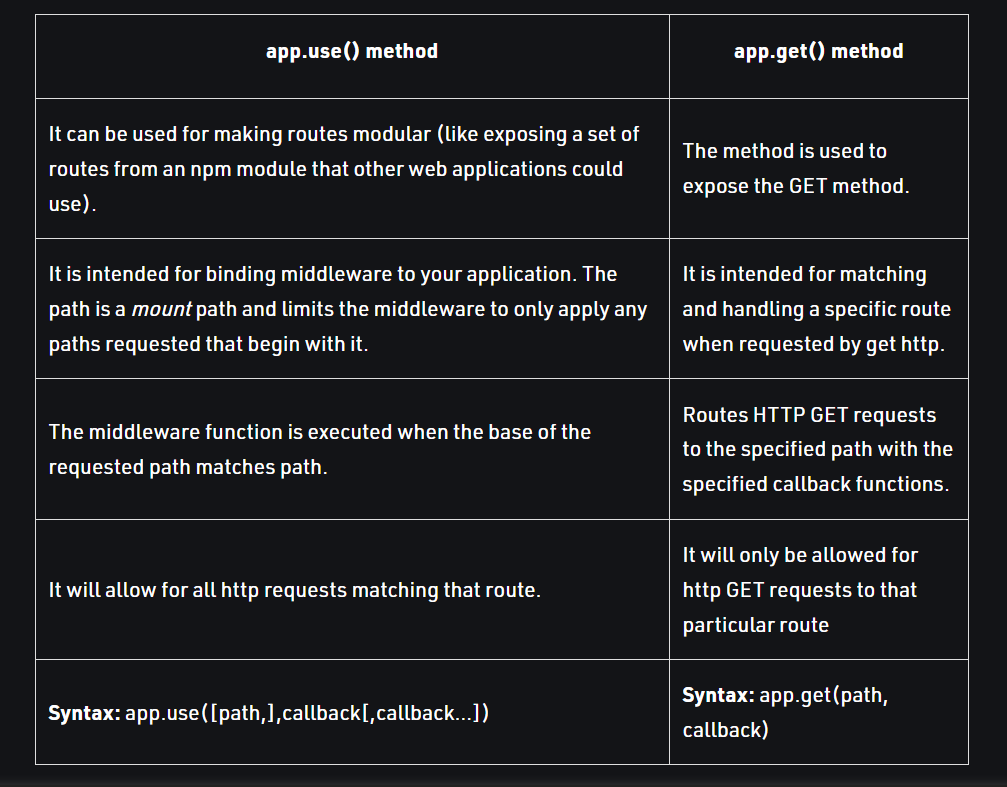 app.use() method
app.get() method
It can be used for making routes modular (like exposing a set of
routes from an npm module that other web applications could
use).
The method is used to
expose the GET method.
It is intended for binding middleware to your application. The
path is a mount path and limits the middleware to only apply any
paths requested that begin with it.
It is intended for matching
and handling a specific route
when requested by get http.
The middleware function is executed when the base of the
requested path matches path.
Routes HTTP GET requests
to the specified path with the
specified callback functions.
It will allow for all http requests matching that route.
It will only be allowed for
http GET requests to that
particular route
Syntax: app.use([path,],callback[,callback…])
Syntax: app.get(path,
callback)